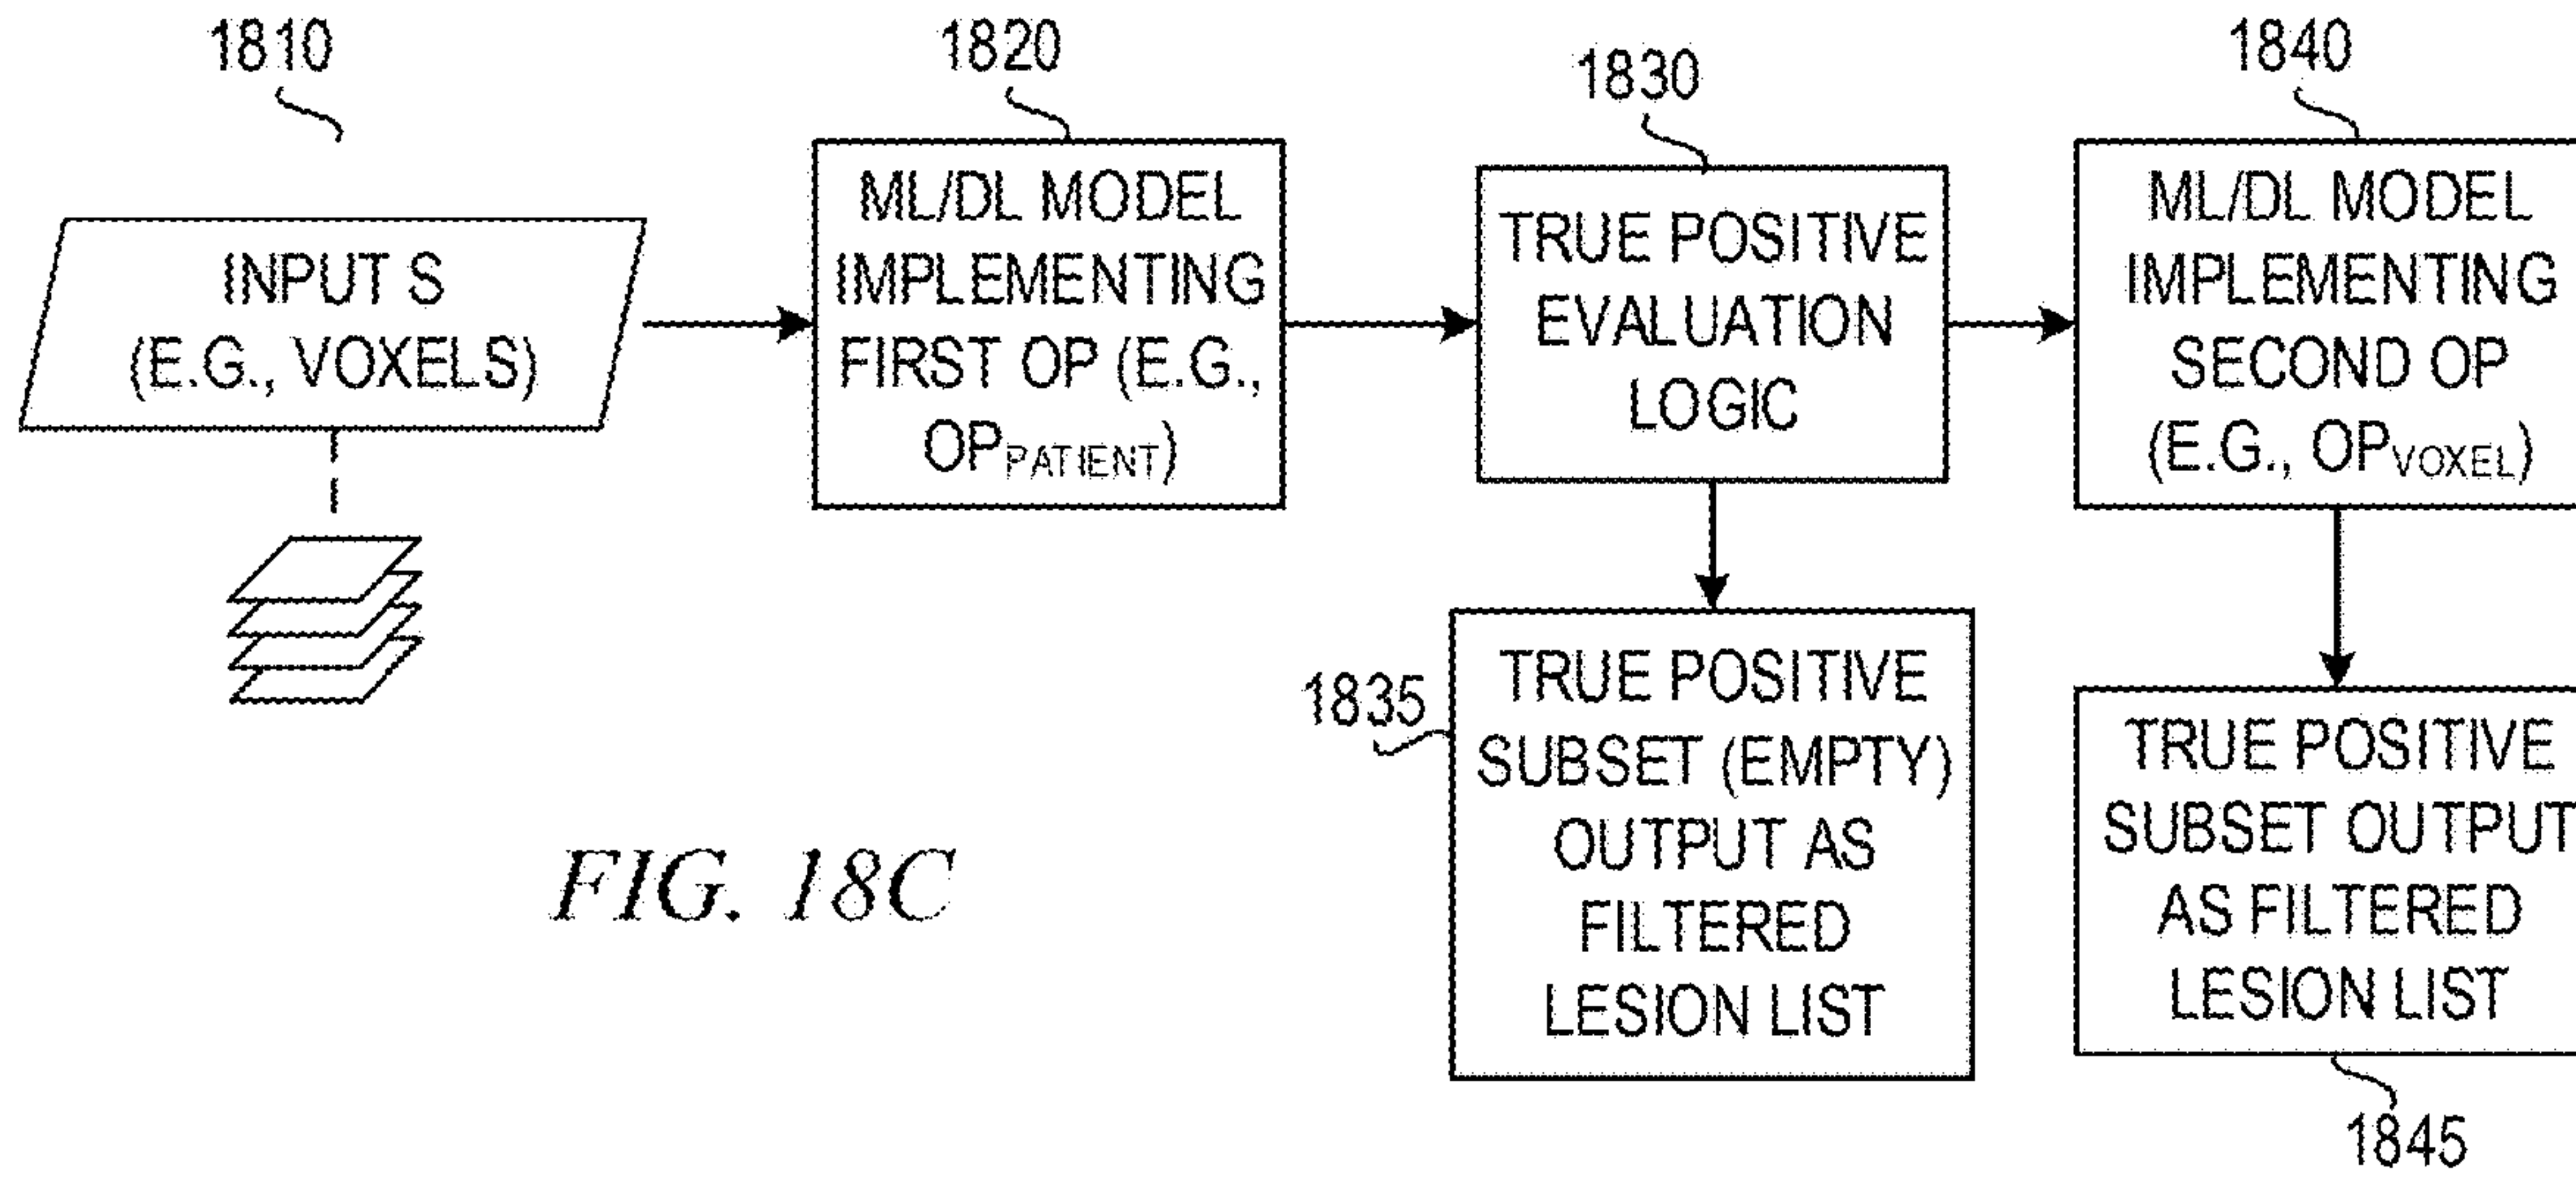 1810
1820
1830
1840
INPUT S
(E.G., VOXELS)
ML/DL MODEL
IMPLEMENTING
FIRST OP (E.G.,
OPPATIENT)
TRUE POSITIVE
EVALUATION
LOGIC
ML/DL MODEL
IMPLEMENTING
SECOND OP
(E.G., OPVOXEL)
1835
TRUE POSITIVE
SUBSET (EMPTY)
OUTPUT AS
FILTERED
LESION LIST
TRUE POSITIVE
SUBSET OUTPUT
AS FILTERED
LESION LIST
1845
FIG. 18C